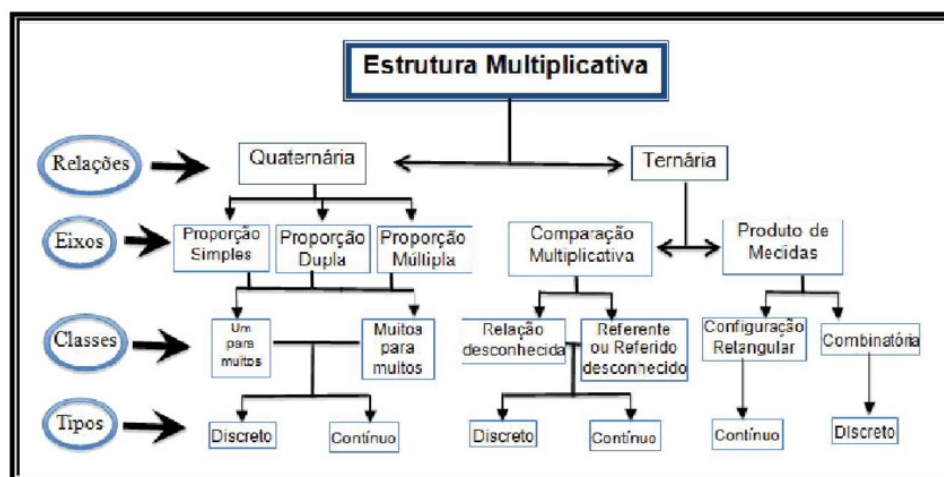 Estrutura Multiplicativa
Relações
Quaternária
Ternária
Eixos
Proporção
Simples
Proporção
Dupla
Proporção
Múltipla
Comparação
Multiplicativa
Produto de
Mecidas
Classes
Um
para
muitos
Muitos
para
muitos
Relação
desconhecida
Referente
ou Referido
desconhecido
Configuração
Retangular
Combinatória
Tipos
Discreto
Contínuo
Discreto
Contínuo
Contínuo
Discreto